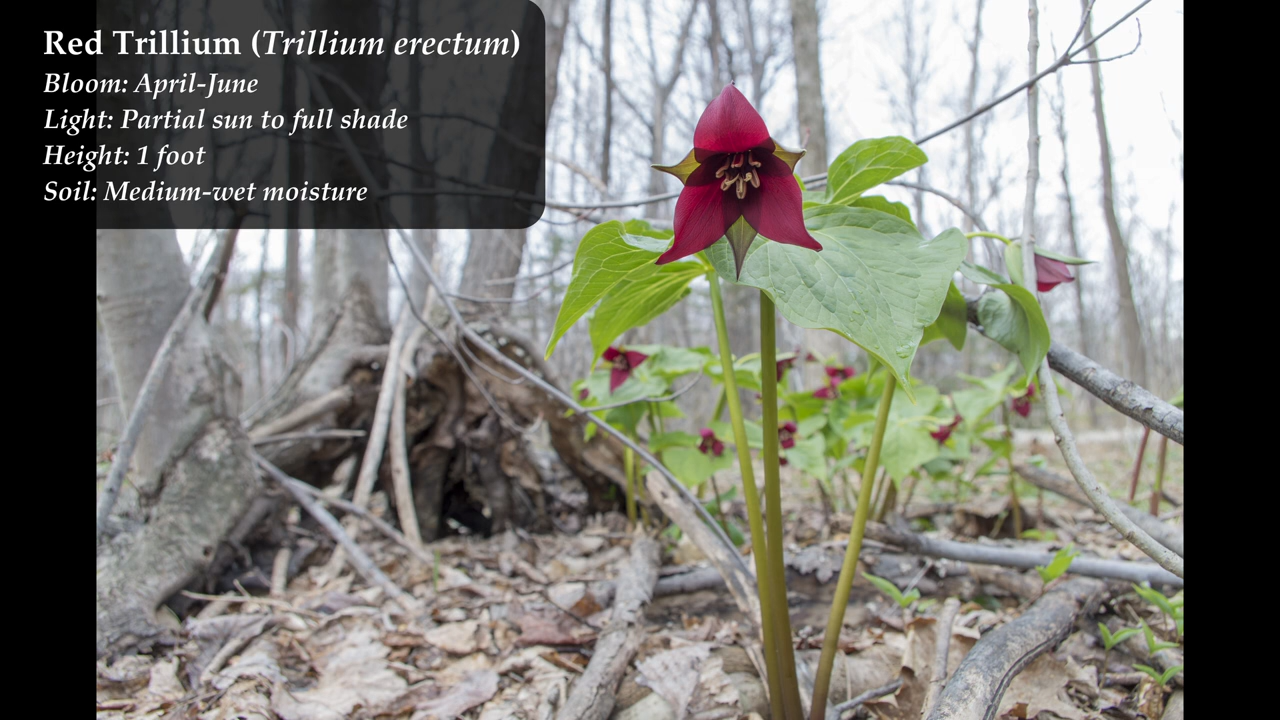 Red Trillium (Trillium erectum)
Bloom: April-June
Light: Partial sun to full shade
Height: 1 foot
Soil: Medium-wet moisture